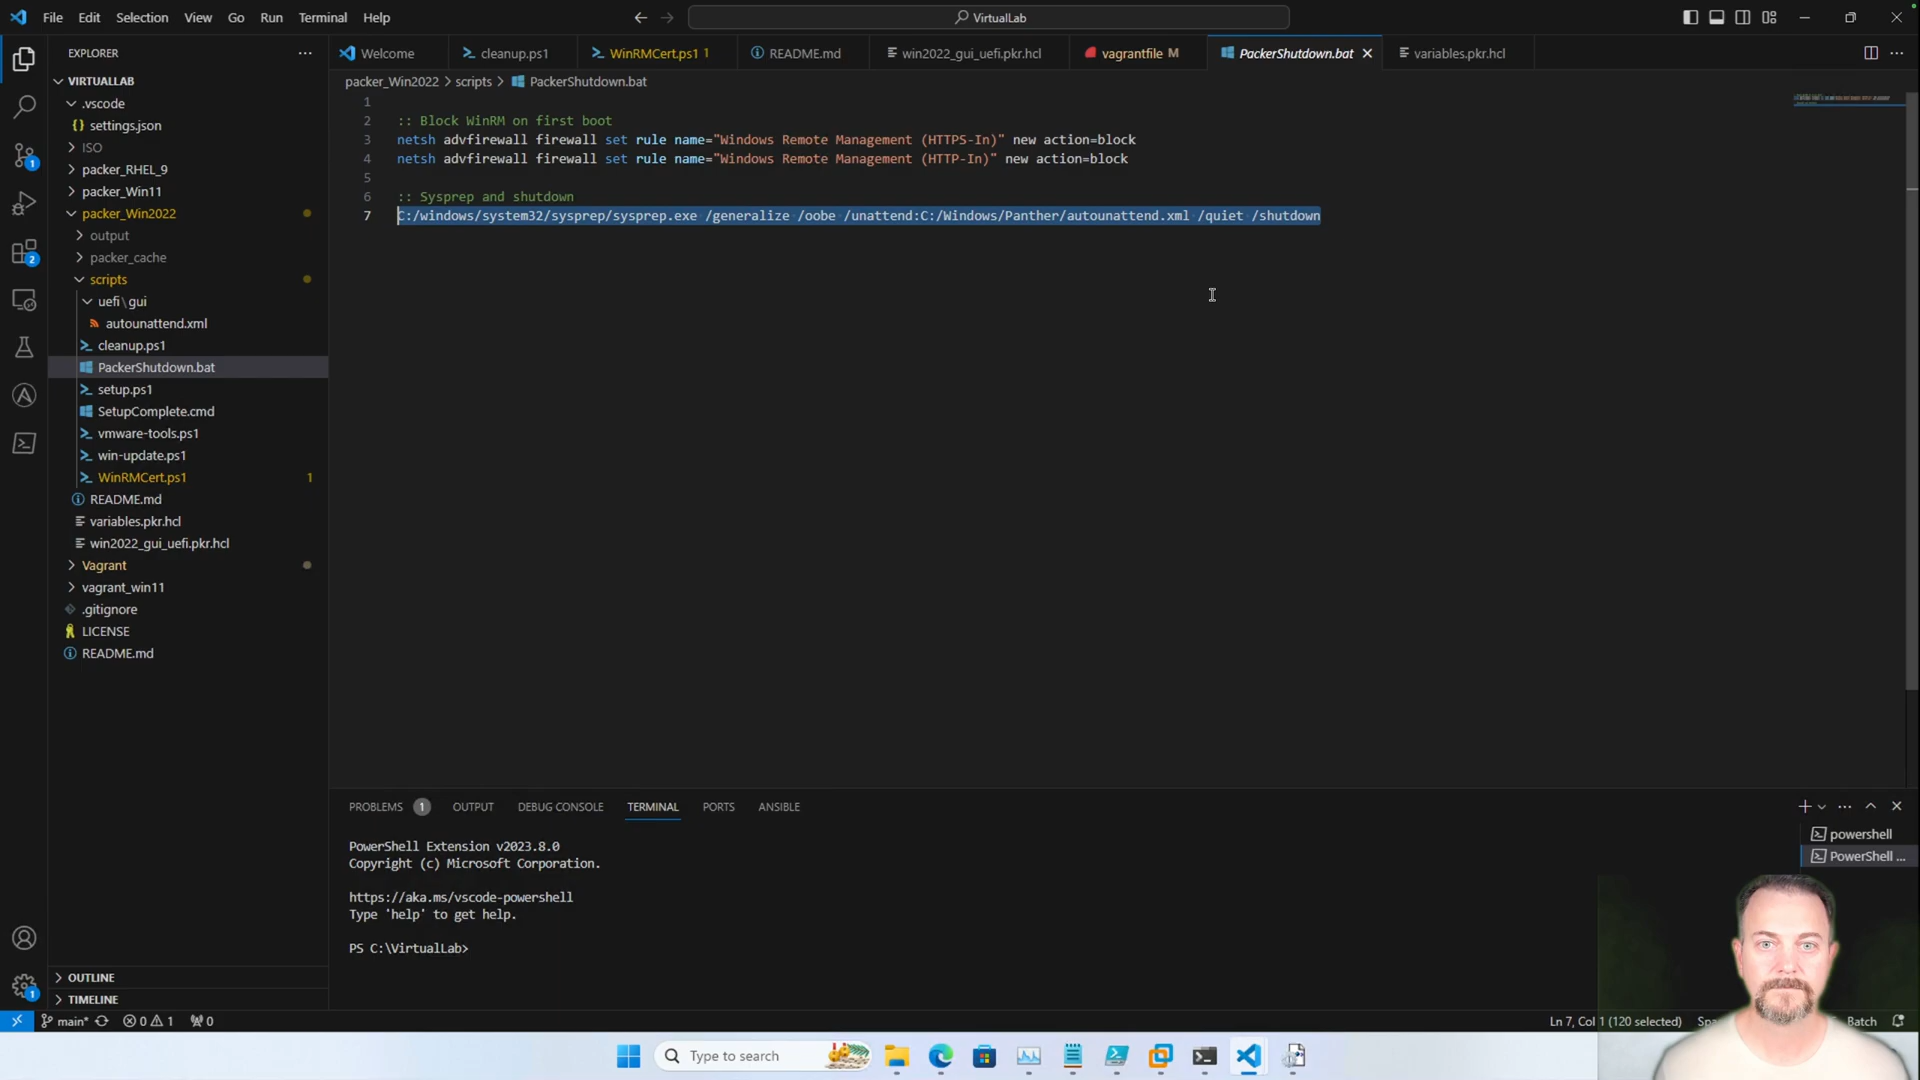 File Edit Selection View Go Run Terminal Help
VirtualLab
EXPLORER
Welcome
cleanup.ps1
WinRMCert.ps1 1
README.md
win2022_gui_uefi.pkr.hcl
vagrantfile M
PackerShutdown.bat
variables.pkr.hcl
VIRTUALLAB
.vscode
settings.json
ISO
packer_RHEL_9
packer_Win11
packer_Win2022
output
packer_cache
scripts
uefi\gui
autounattend.xml
cleanup.ps1
PackerShutdown.bat
setup.ps1
SetupComplete.cmd
vmware-tools.ps1
win-update.ps1
WinRMCert.ps1 1
README.md
variables.pkr.hcl
win2022_gui_uefi.pkr.hcl
Vagrant
vagrant_win11
.gitignore
LICENSE
README.md
OUTLINE
TIMELINE
packer_Win2022 > scripts > PackerShutdown.bat
1
2 :: Block WinRM on first boot
3 netsh advfirewall firewall set rule name="Windows Remote Management (HTTPS-In)" new action=block
4 netsh advfirewall firewall set rule name="Windows Remote Management (HTTP-In)" new action=block
5
6 :: Sysprep and shutdown
7 C:/windows/system32/sysprep/sysprep.exe /generalize /oobe /unattend:C:/Windows/Panther/autounattend.xml /quiet /shutdown
PROBLEMS 1 OUTPUT DEBUG CONSOLE TERMINAL PORTS ANSIBLE
PowerShell Extension v2023.8.0
Copyright (c) Microsoft Corporation.
https://aka.ms/vscode-powershell
Type 'help' to get help.
PS C:\VirtualLab>
powershell
PowerShell ...
main* 0 1 0
Ln 7, Col 1 (120 selected) Batch
Type to search